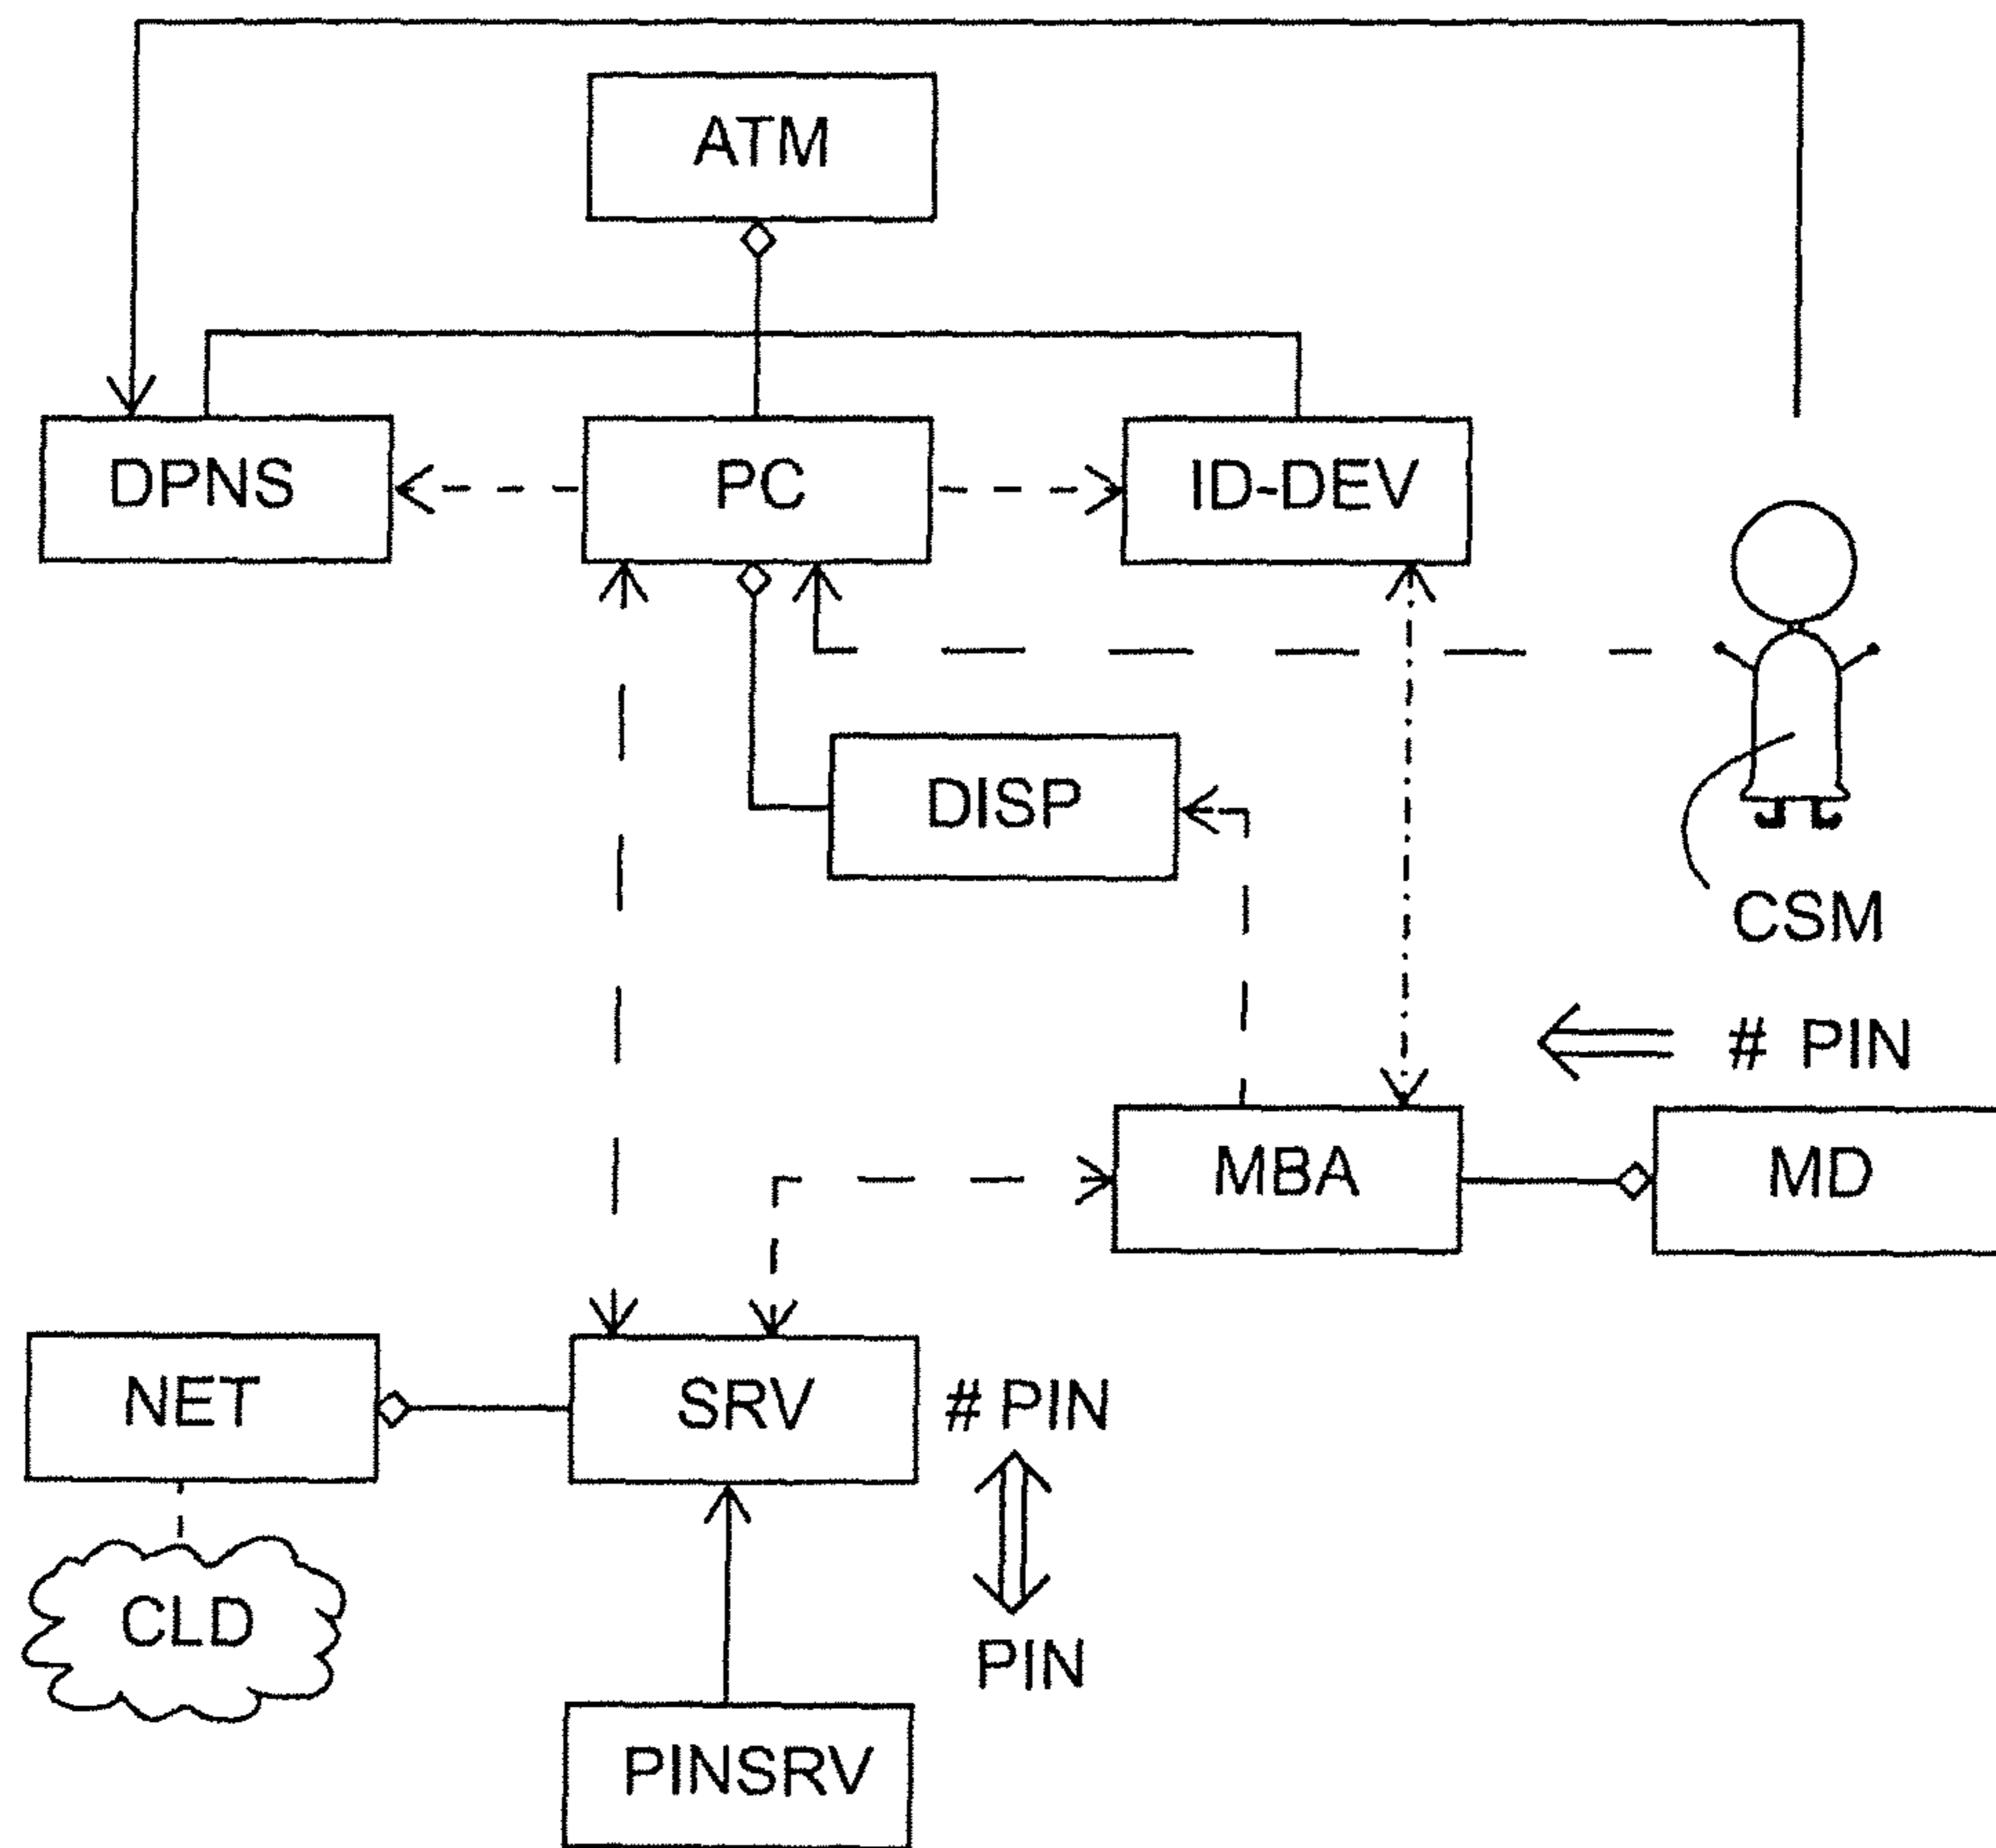 ATM
DPNS
PC
ID-DEV
DISP
CSM
# PIN
MBA
MD
NET
SRV
# PIN
CLD
PIN
PINSRV